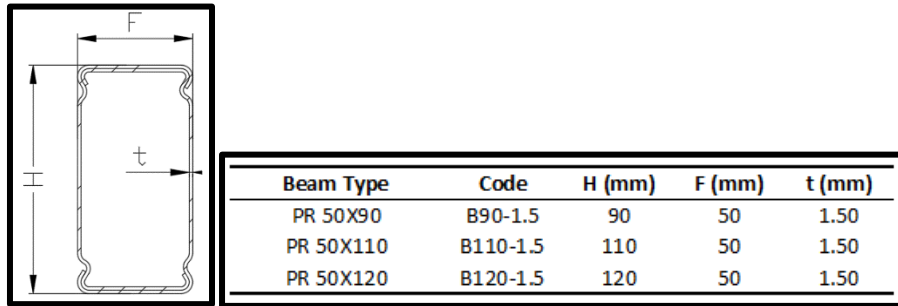 F
H
t
Beam Type Code H (mm) F (mm) t (mm)
PR 50X90 B90-1.5 90 50 1.50
PR 50X110 B110-1.5 110 50 1.50
PR 50X120 B120-1.5 120 50 1.50